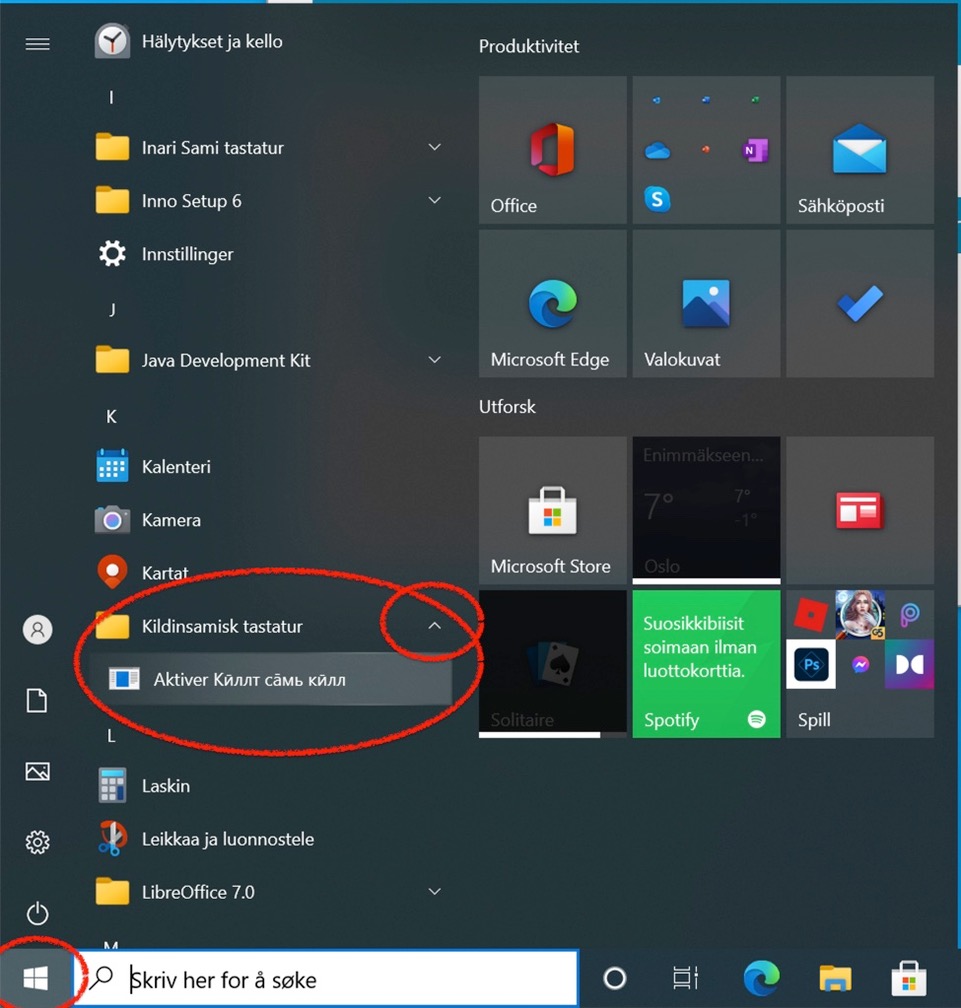 Hälytykset ja kello
I
Inari Sami tastatur
Inno Setup 6
Innstillinger
J
Java Development Kit
K
Kalenteri
Kamera
Kartat
Kildinsamisk tastatur
Aktiver Кӣллт са̄мь кӣлл
L
Laskin
Leikkaa ja luonnostele
LibreOffice 7.0
M
Skriv her for å søke
Produktivitet
Office
N
S
Sähköposti
Microsoft Edge
Valokuvat
Utforsk
Microsoft Store
Enimmäkseen...
7°
7°
-1°
Oslo
Solitaire
Suosikkibiisit
soimaan ilman
luottokorttia.
Spotify
G5
Ps
Spill